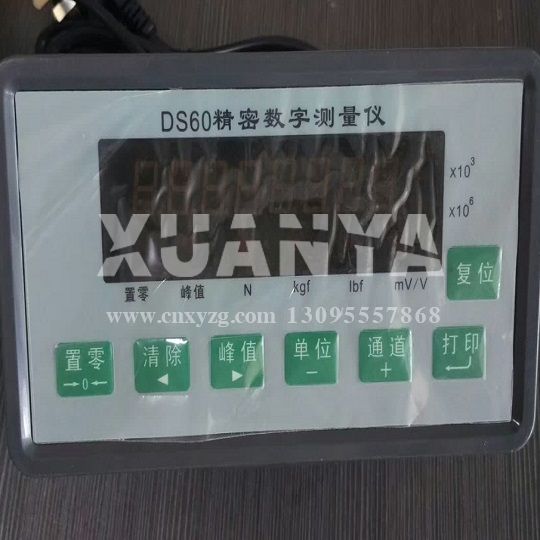 DS60精密数字测量仪
x10³
x10⁶
XUANYA
置零 峰值 N kgf lbf mV/V
复位
www.cnxyzg.com 13095557868
置零 清除 峰值 单位 通道 打印
→0← ◀ ▶ − + ↵